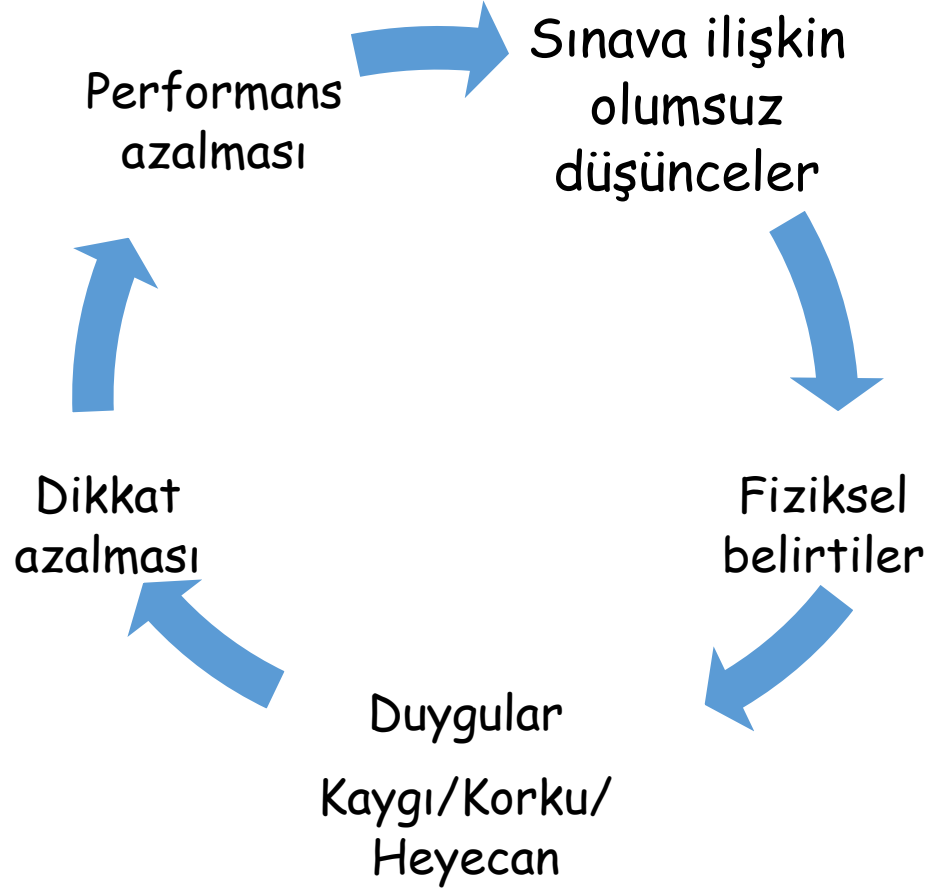 Sınava ilişkin
olumsuz
düşünceler
Fiziksel
belirtiler
Duygular
Kaygı/Korku/
Heyecan
Dikkat
azalması
Performans
azalması